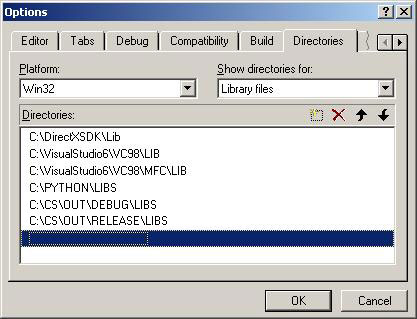 Options
Editor Tabs Debug Compatibility Build Directories
Platform: Show directories for:
Win32 Library files
Directories:
C:\DirectXSDK\Lib
C:\VisualStudio6\VC98\LIB
C:\VisualStudio6\VC98\MFC\LIB
C:\PYTHON\LIBS
C:\CS\OUT\DEBUG\LIBS
C:\CS\OUT\RELEASE\LIBS
OK Cancel